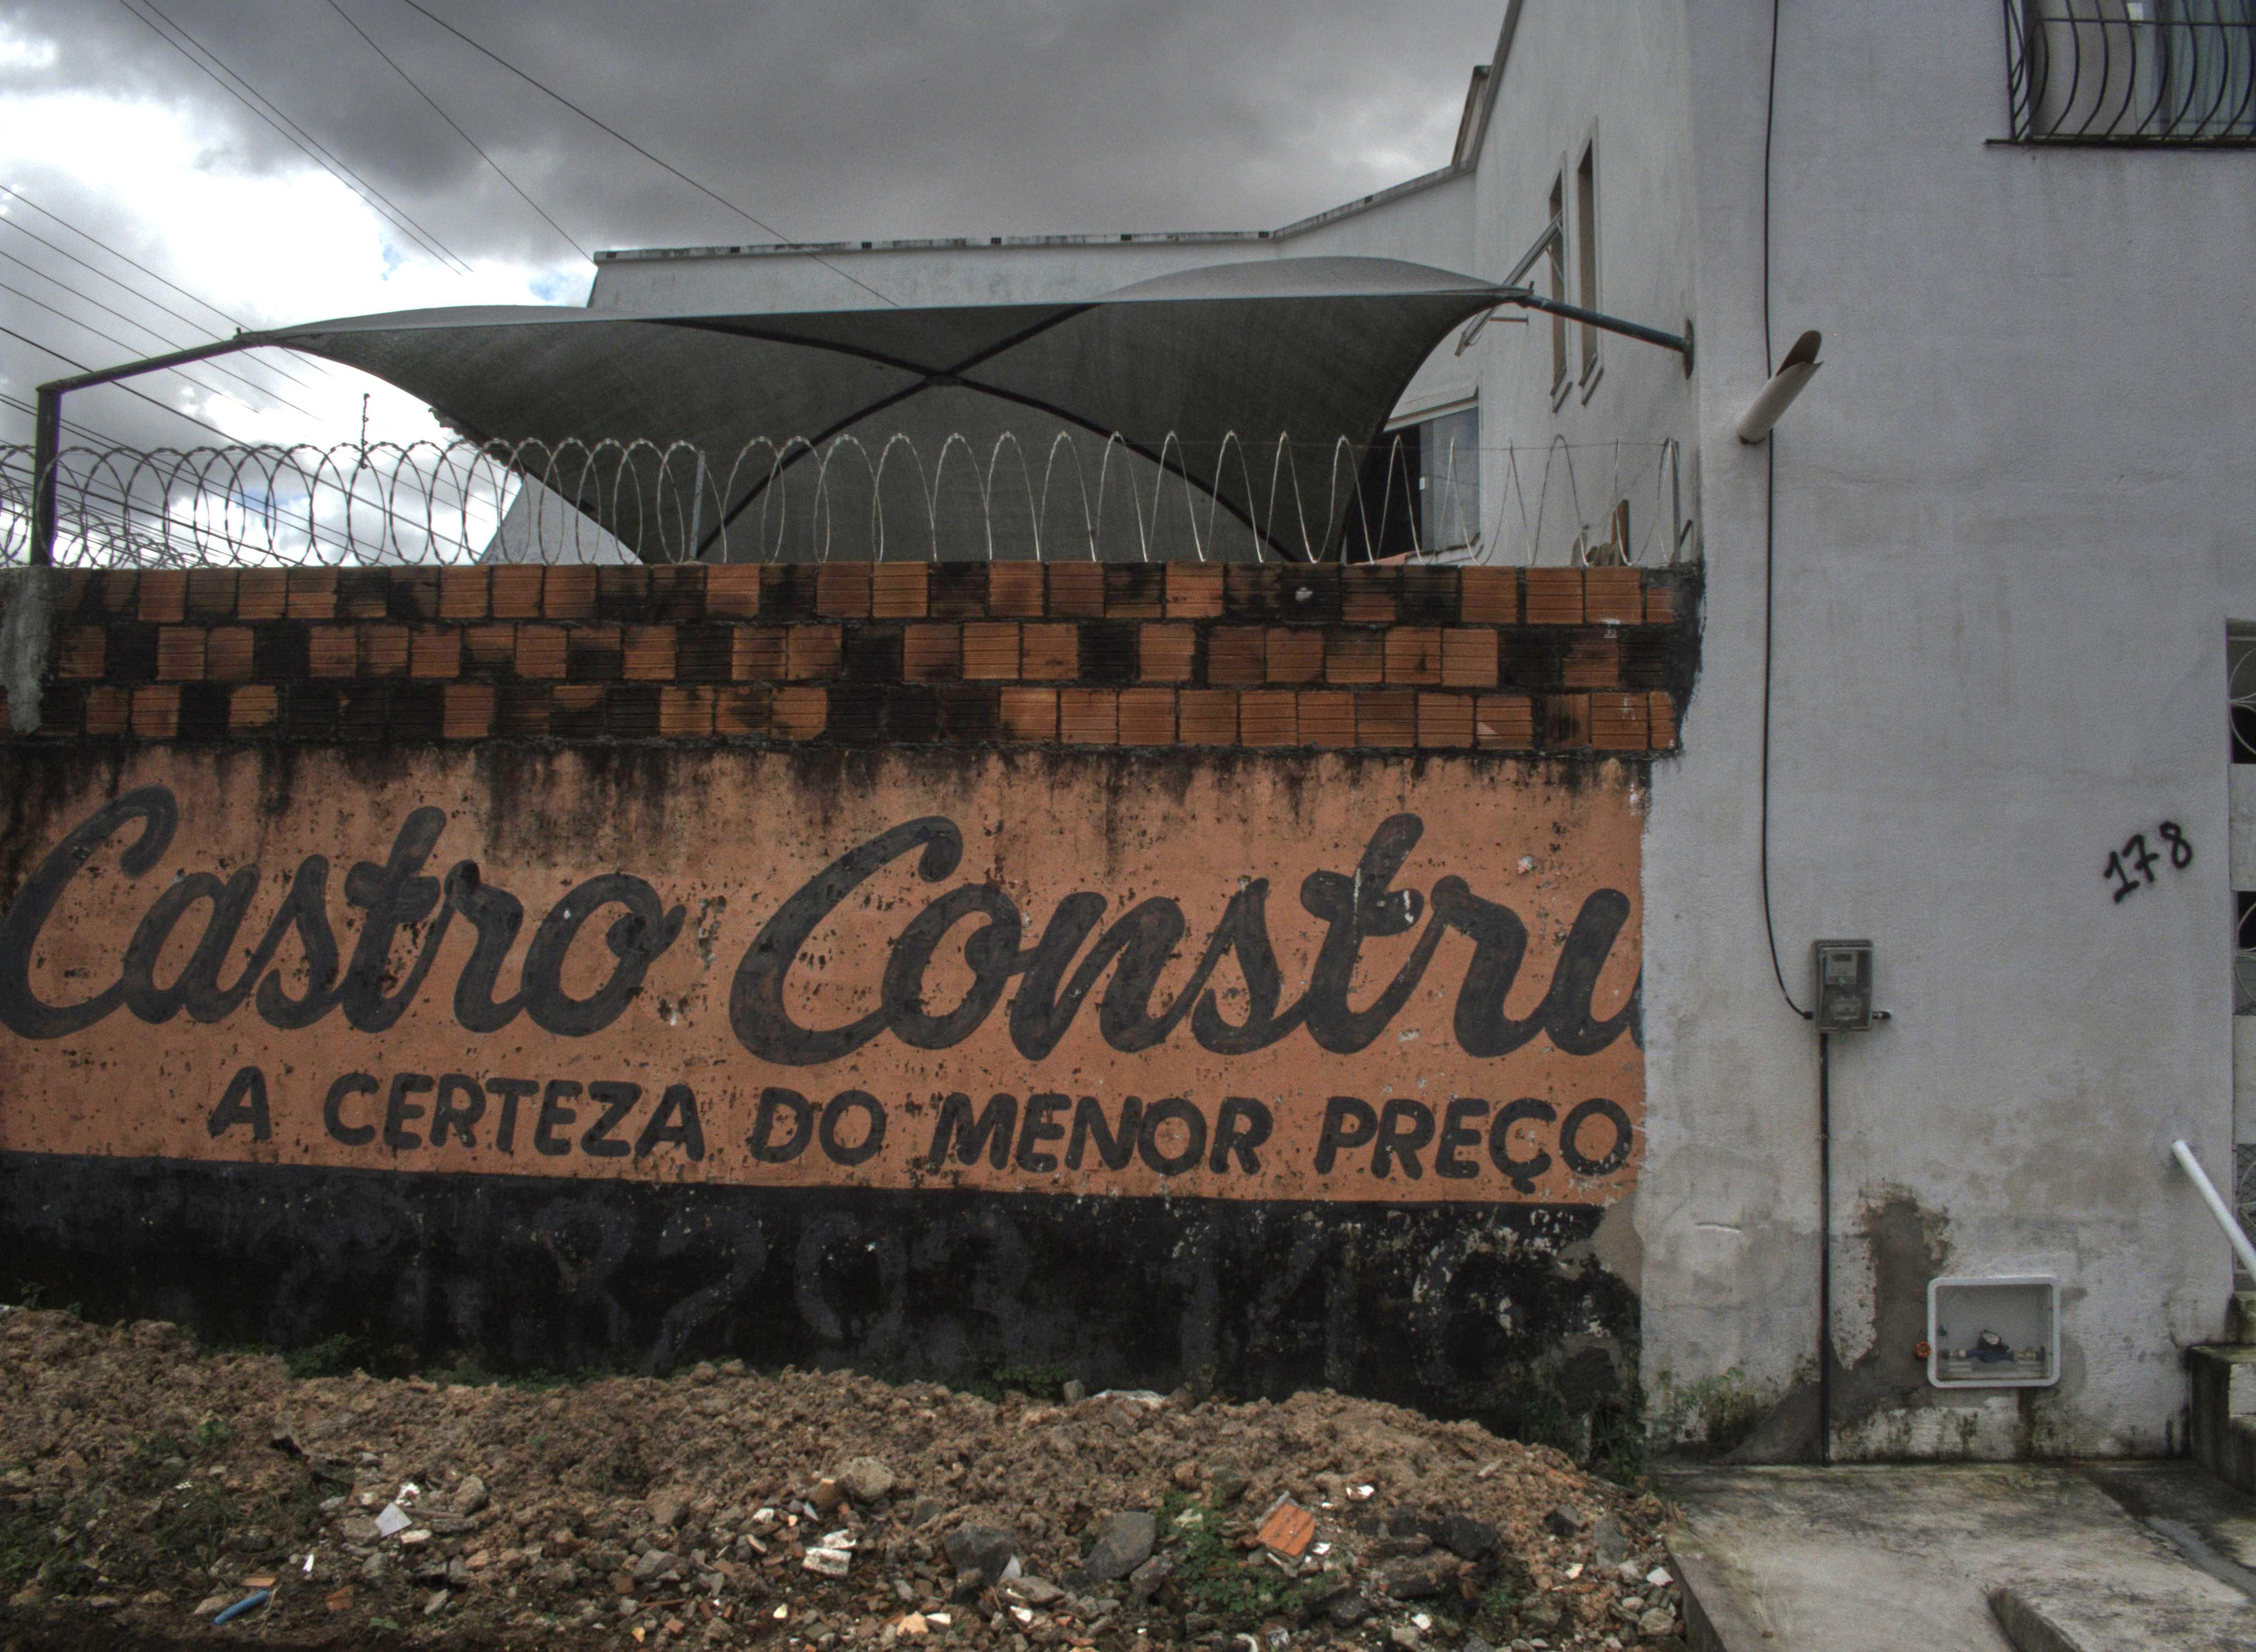 Castro Constru
A CERTEZA DO MENOR PREÇO
178